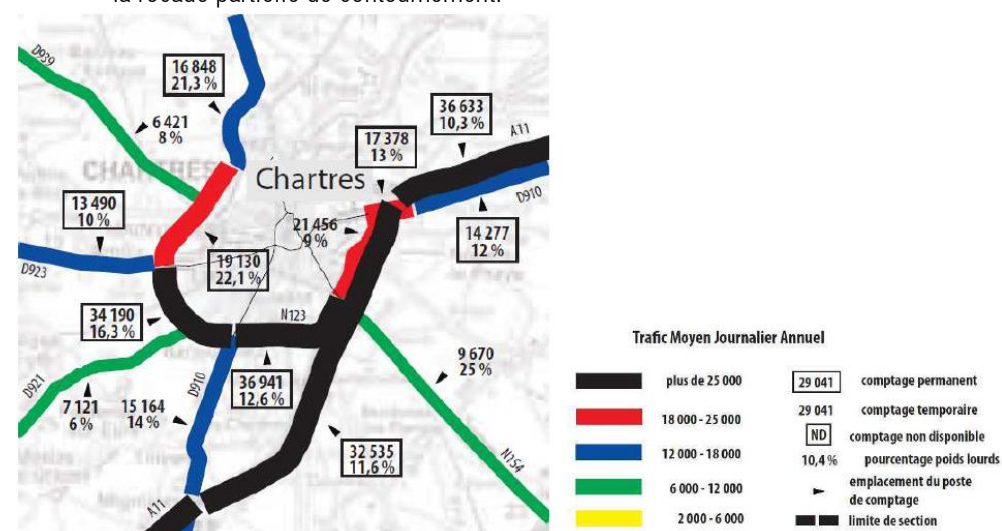 la rocade partielle de contournement.
D939
16 848
21,3 %
6 421
8 %
36 633
10,3 %
A11
17 378
13 %
CHARTRES
Chartres
D910
13 490
10 %
21 456
9 %
14 277
12 %
D923
19 130
22,1 %
34 190
16,3 %
N123
D921
D910
9 670
25 %
36 941
12,6 %
7 121
6 %
15 164
14 %
32 535
11,6 %
N154
A11
Trafic Moyen Journalier Annuel
plus de 25 000
18 000 - 25 000
12 000 - 18 000
6 000 - 12 000
2 000 - 6 000
29 041 comptage permanent
29 041 comptage temporaire
ND comptage non disponible
10,4 % pourcentage poids lourds
emplacement du poste
de comptage
limite de section